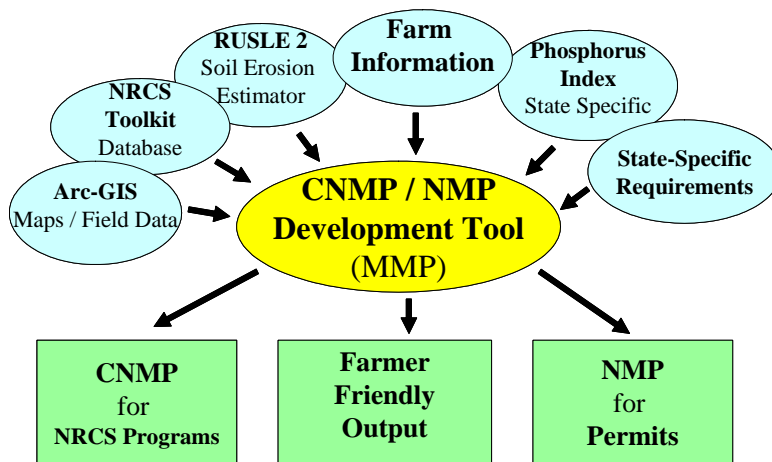 Arc-GIS
Maps / Field Data
NRCS
Toolkit
Database
RUSLE 2
Soil Erosion
Estimator
Farm
Information
Phosphorus
Index
State Specific
State-Specific
Requirements
CNMP / NMP
Development Tool
(MMP)
CNMP
for
NRCS Programs
Farmer
Friendly
Output
NMP
for
Permits